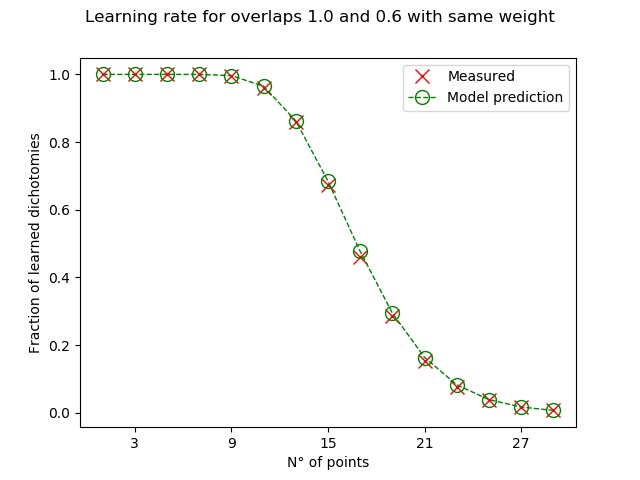 Learning rate for overlaps 1.0 and 0.6 with same weight
Measured
Model prediction
Fraction of learned dichotomies
1.0
0.8
0.6
0.4
0.2
0.0
3 9 15 21 27
N° of points